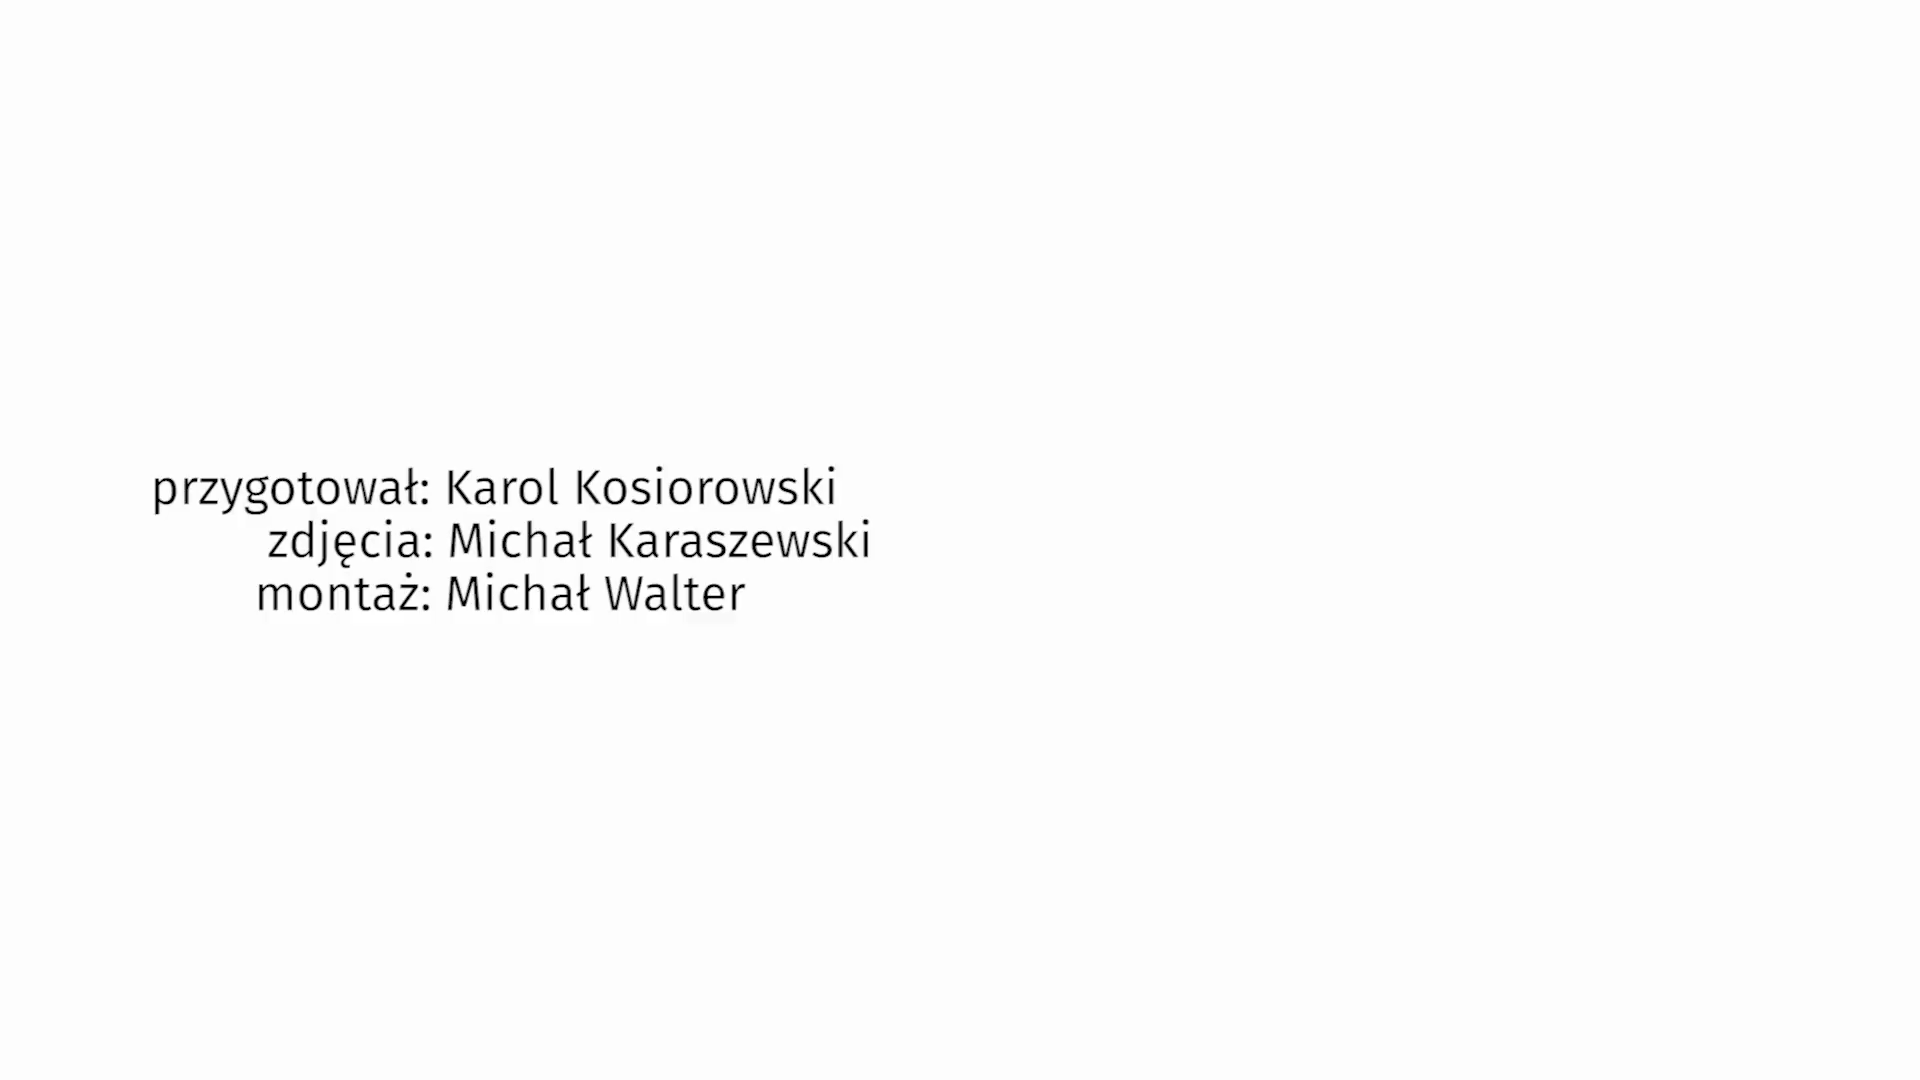 przygotował: Karol Kosiorowski
zdjęcia: Michał Karaszewski
montaż: Michał Walter